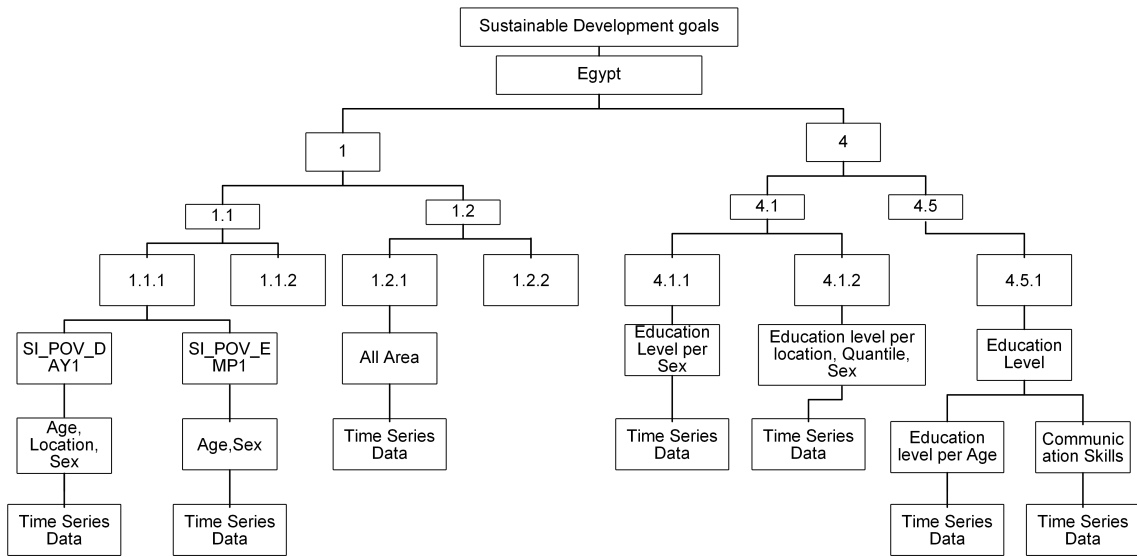 Sustainable Development goals
Egypt
1
4
1.1
1.2
4.1
4.5
1.1.1
1.1.2
1.2.1
1.2.2
4.1.1
4.1.2
4.5.1
SI_POV_D
AY1
SI_POV_E
MP1
All Area
Education
Level per
Sex
Education level per
location, Quantile,
Sex
Education
Level
Age,
Location,
Sex
Age,Sex
Time Series
Data
Time Series
Data
Time Series
Data
Education
level per Age
Communic
ation Skills
Time Series
Data
Time Series
Data
Time Series
Data
Time Series
Data